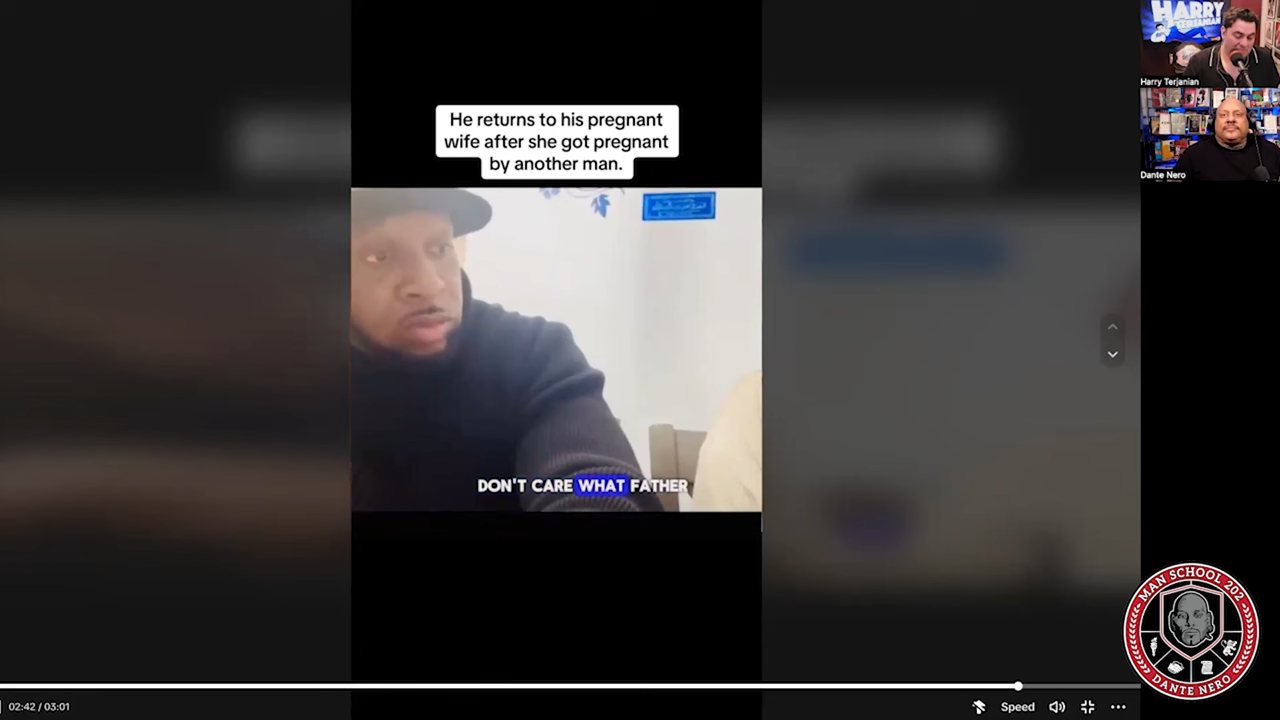 He returns to his pregnant
wife after she got pregnant
by another man.
DON'T CARE WHAT FATHER
HARRY
TERJANIAN
Harry Terjanian
Dante Nero
MAN SCHOOL 202
DANTE NERO
02:42 / 03:01
Speed